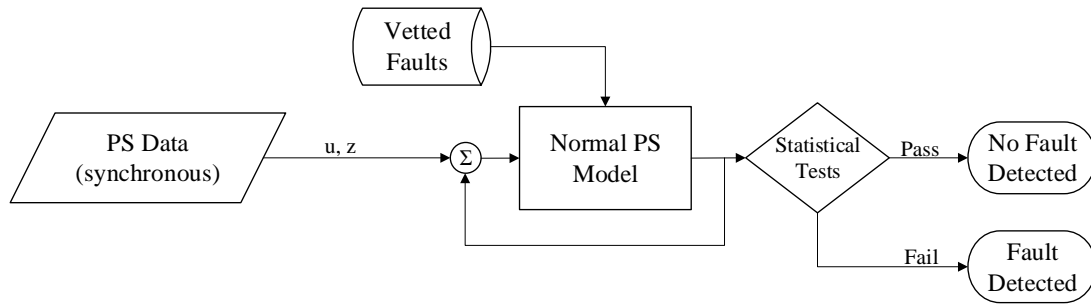 Vetted
Faults
PS Data
(synchronous)
u, z
Σ
Normal PS
Model
Statistical
Tests
Pass
No Fault
Detected
Fail
Fault
Detected